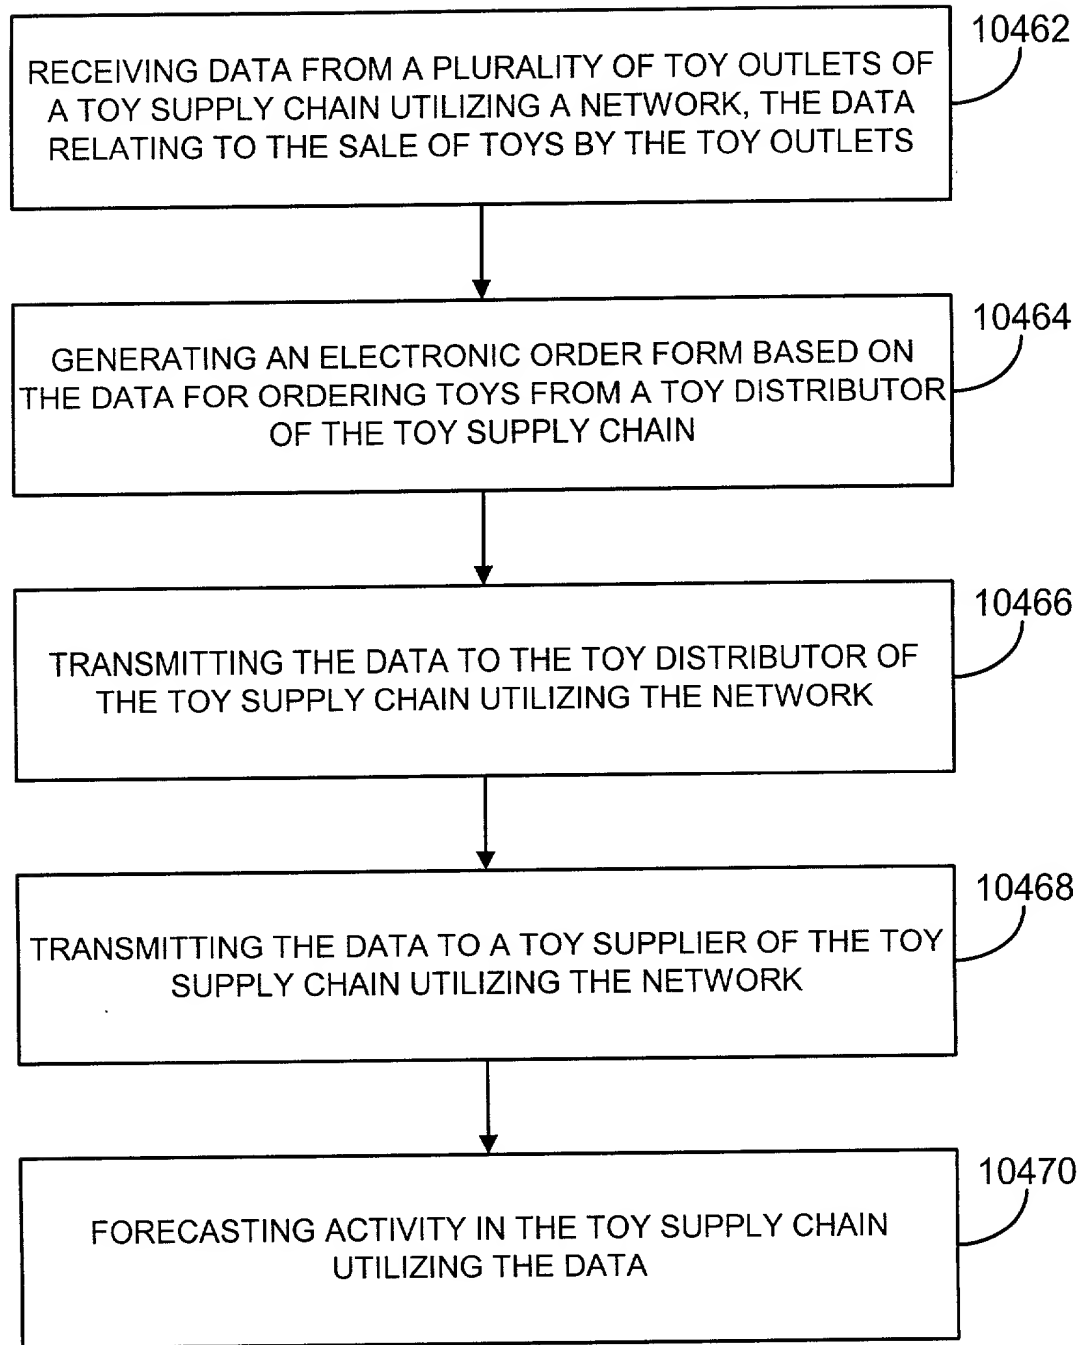 10462
RECEIVING DATA FROM A PLURALITY OF TOY OUTLETS OF
A TOY SUPPLY CHAIN UTILIZING A NETWORK, THE DATA
RELATING TO THE SALE OF TOYS BY THE TOY OUTLETS
10464
GENERATING AN ELECTRONIC ORDER FORM BASED ON
THE DATA FOR ORDERING TOYS FROM A TOY DISTRIBUTOR
OF THE TOY SUPPLY CHAIN
10466
TRANSMITTING THE DATA TO THE TOY DISTRIBUTOR OF
THE TOY SUPPLY CHAIN UTILIZING THE NETWORK
10468
TRANSMITTING THE DATA TO A TOY SUPPLIER OF THE TOY
SUPPLY CHAIN UTILIZING THE NETWORK
10470
FORECASTING ACTIVITY IN THE TOY SUPPLY CHAIN
UTILIZING THE DATA